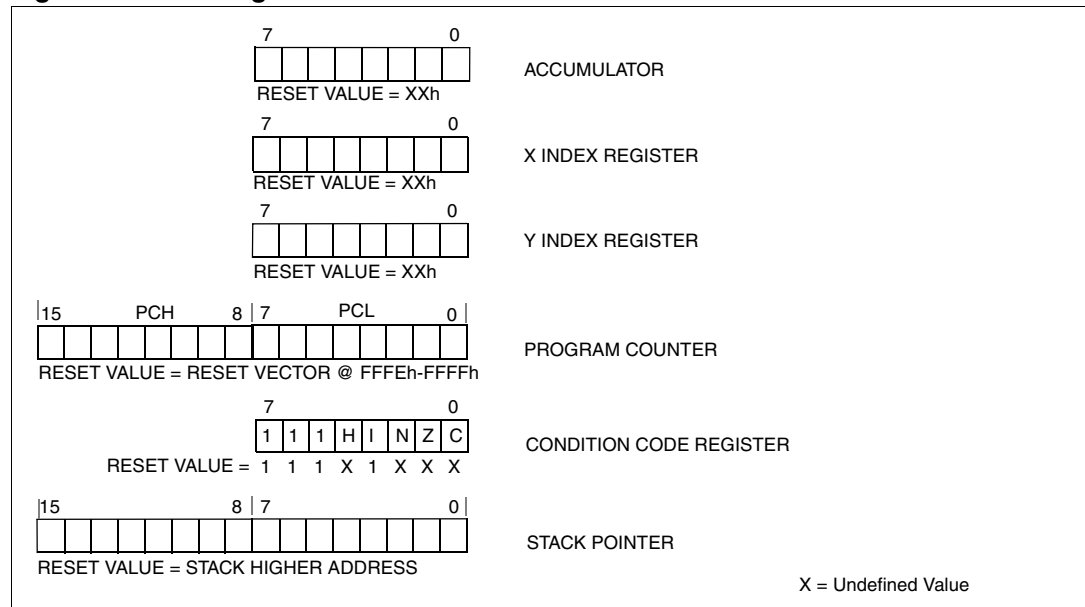 7 0
ACCUMULATOR
RESET VALUE = XXh
7 0
X INDEX REGISTER
RESET VALUE = XXh
7 0
Y INDEX REGISTER
RESET VALUE = XXh
15 PCH 8 7 PCL 0
PROGRAM COUNTER
RESET VALUE = RESET VECTOR @ FFFEh-FFFFh
7 0
1 1 1 H I N Z C
CONDITION CODE REGISTER
RESET VALUE = 1 1 1 X 1 X X X
15 8 7 0
STACK POINTER
RESET VALUE = STACK HIGHER ADDRESS
X = Undefined Value